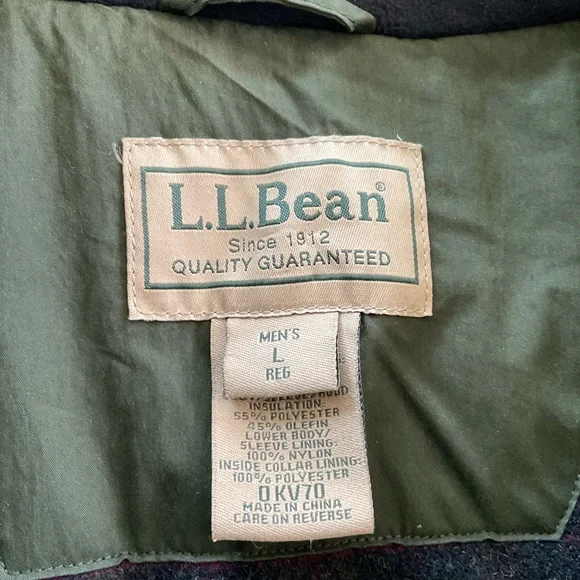 L.L.Bean®
Since 1912
QUALITY GUARANTEED
MEN'S
L
REG
INSULATION:
55% POLYESTER
45% OLEFIN
LOWER BODY/
SLEEVE LINING:
100% NYLON
INSIDE COLLAR LINING:
100% POLYESTER
0KV70
MADE IN CHINA
CARE ON REVERSE